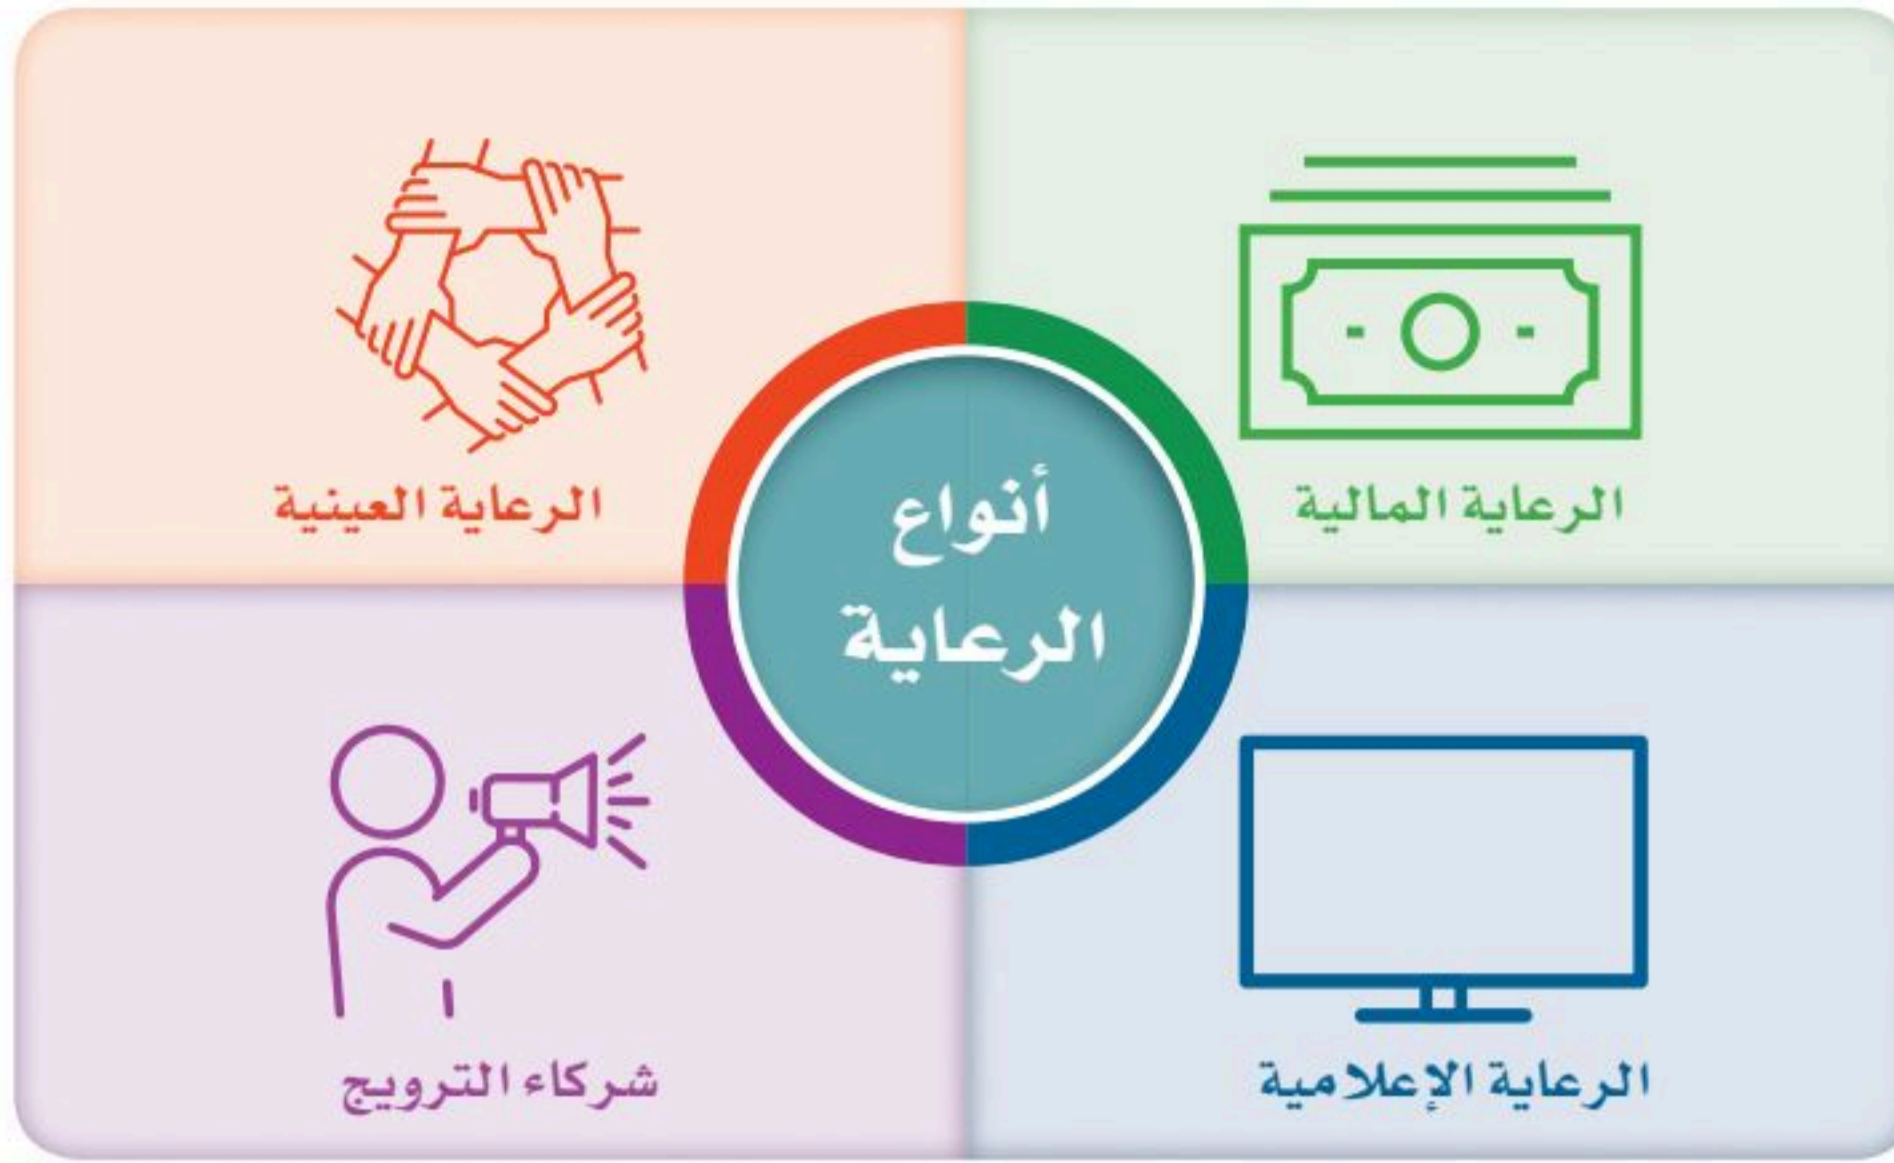 أنواع
الرعاية
الرعاية المالية
الرعاية العينية
الرعاية الإعلامية
شركاء الترويج